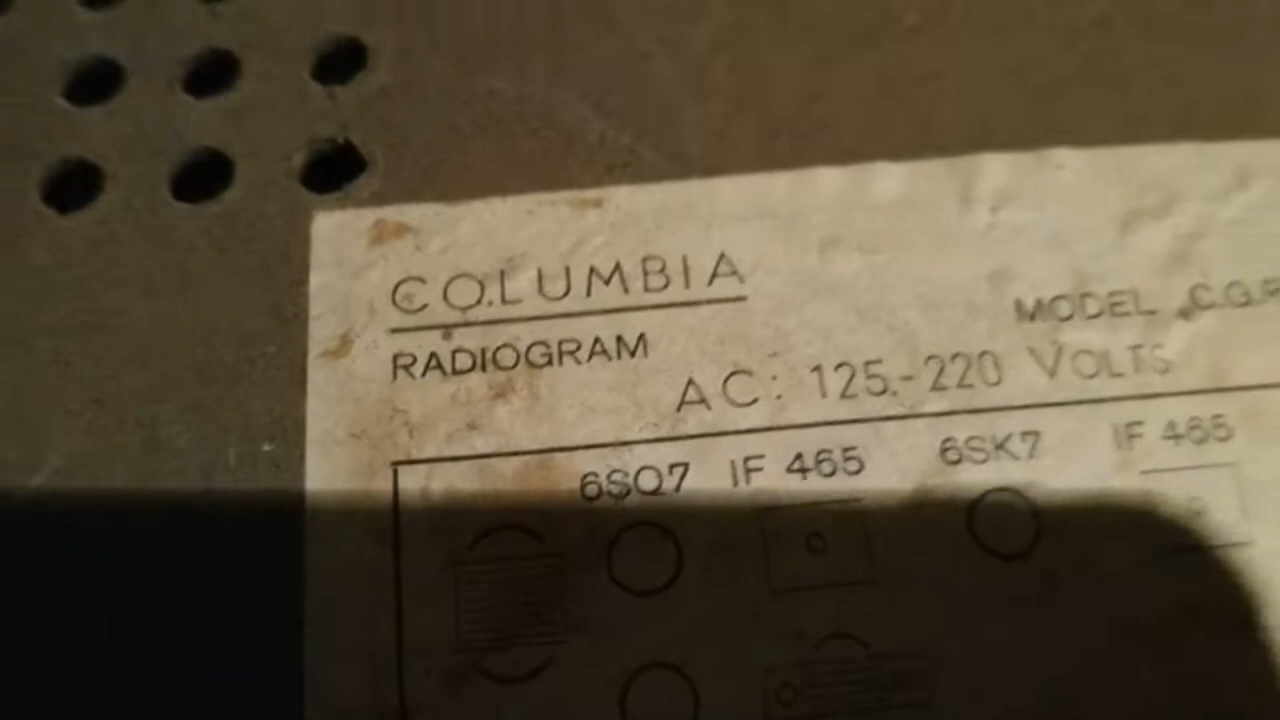 COLUMBIA
RADIOGRAM
MODEL C.G.
AC: 125.-220 VOLTS
6SQ7 IF 465 6SK7 IF 465